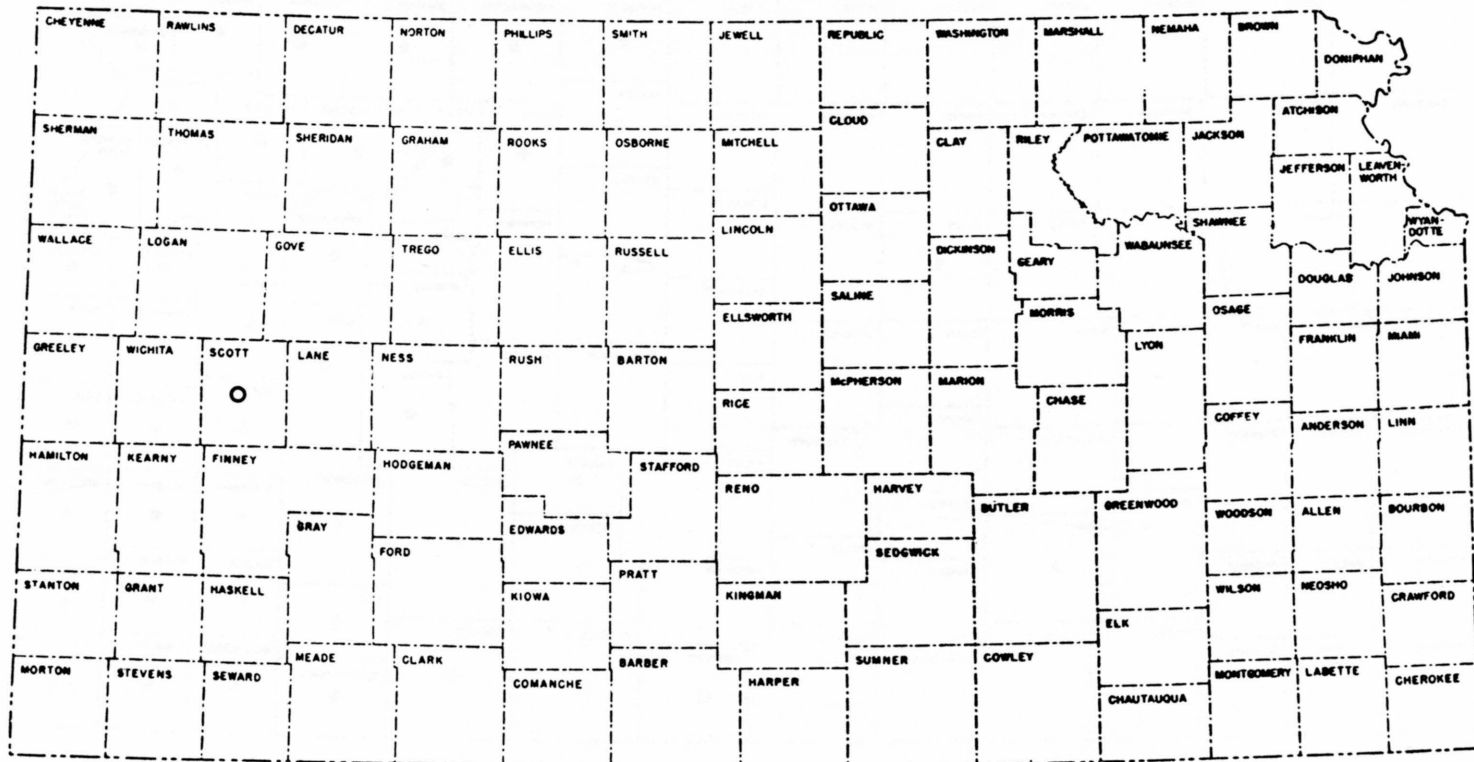 CHEYENNE RAWLINS DECATUR NORTON PHILLIPS SMITH JEWELL REPUBLIC WASHINGTON MARSHALL NEMAHA BROWN
DONIPHAN
ATCHISON
CLOUD
SHERMAN THOMAS SHERIDAN GRAHAM ROOKS OSBORNE MITCHELL CLAY RILEY POTTAWATOMIE JACKSON
JEFFERSON LEAVEN
WORTH
OTTAWA
WYAN-
DOTTE
WALLACE LOGAN GOVE TREGO ELLIS RUSSELL LINCOLN DICKINSON WABAUNSEE SHAWNEE
GEARY
DOUGLAS JOHNSON
SALINE
ELLSWORTH MORRIS OSAGE
GREELEY WICHITA SCOTT LANE NESS RUSH BARTON LYON FRANKLIN MIAMI
McPHERSON MARION
RICE CHASE
COFFEY ANDERSON LINN
PAWNEE
HAMILTON KEARNY FINNEY HODGEMAN STAFFORD
RENO HARVEY
BUTLER GREENWOOD WOODSON ALLEN BOURBON
GRAY EDWARDS
FORD SEDGWICK
PRATT
STANTON GRANT HASKELL KIOWA KINGMAN WILSON NEOSHO CRAWFORD
ELK
MEADE CLARK BARBER SUMNER COWLEY
MORTON STEVENS SEWARD COMANCHE HARPER MONTGOMERY LABETTE CHEROKEE
CHAUTAUQUA